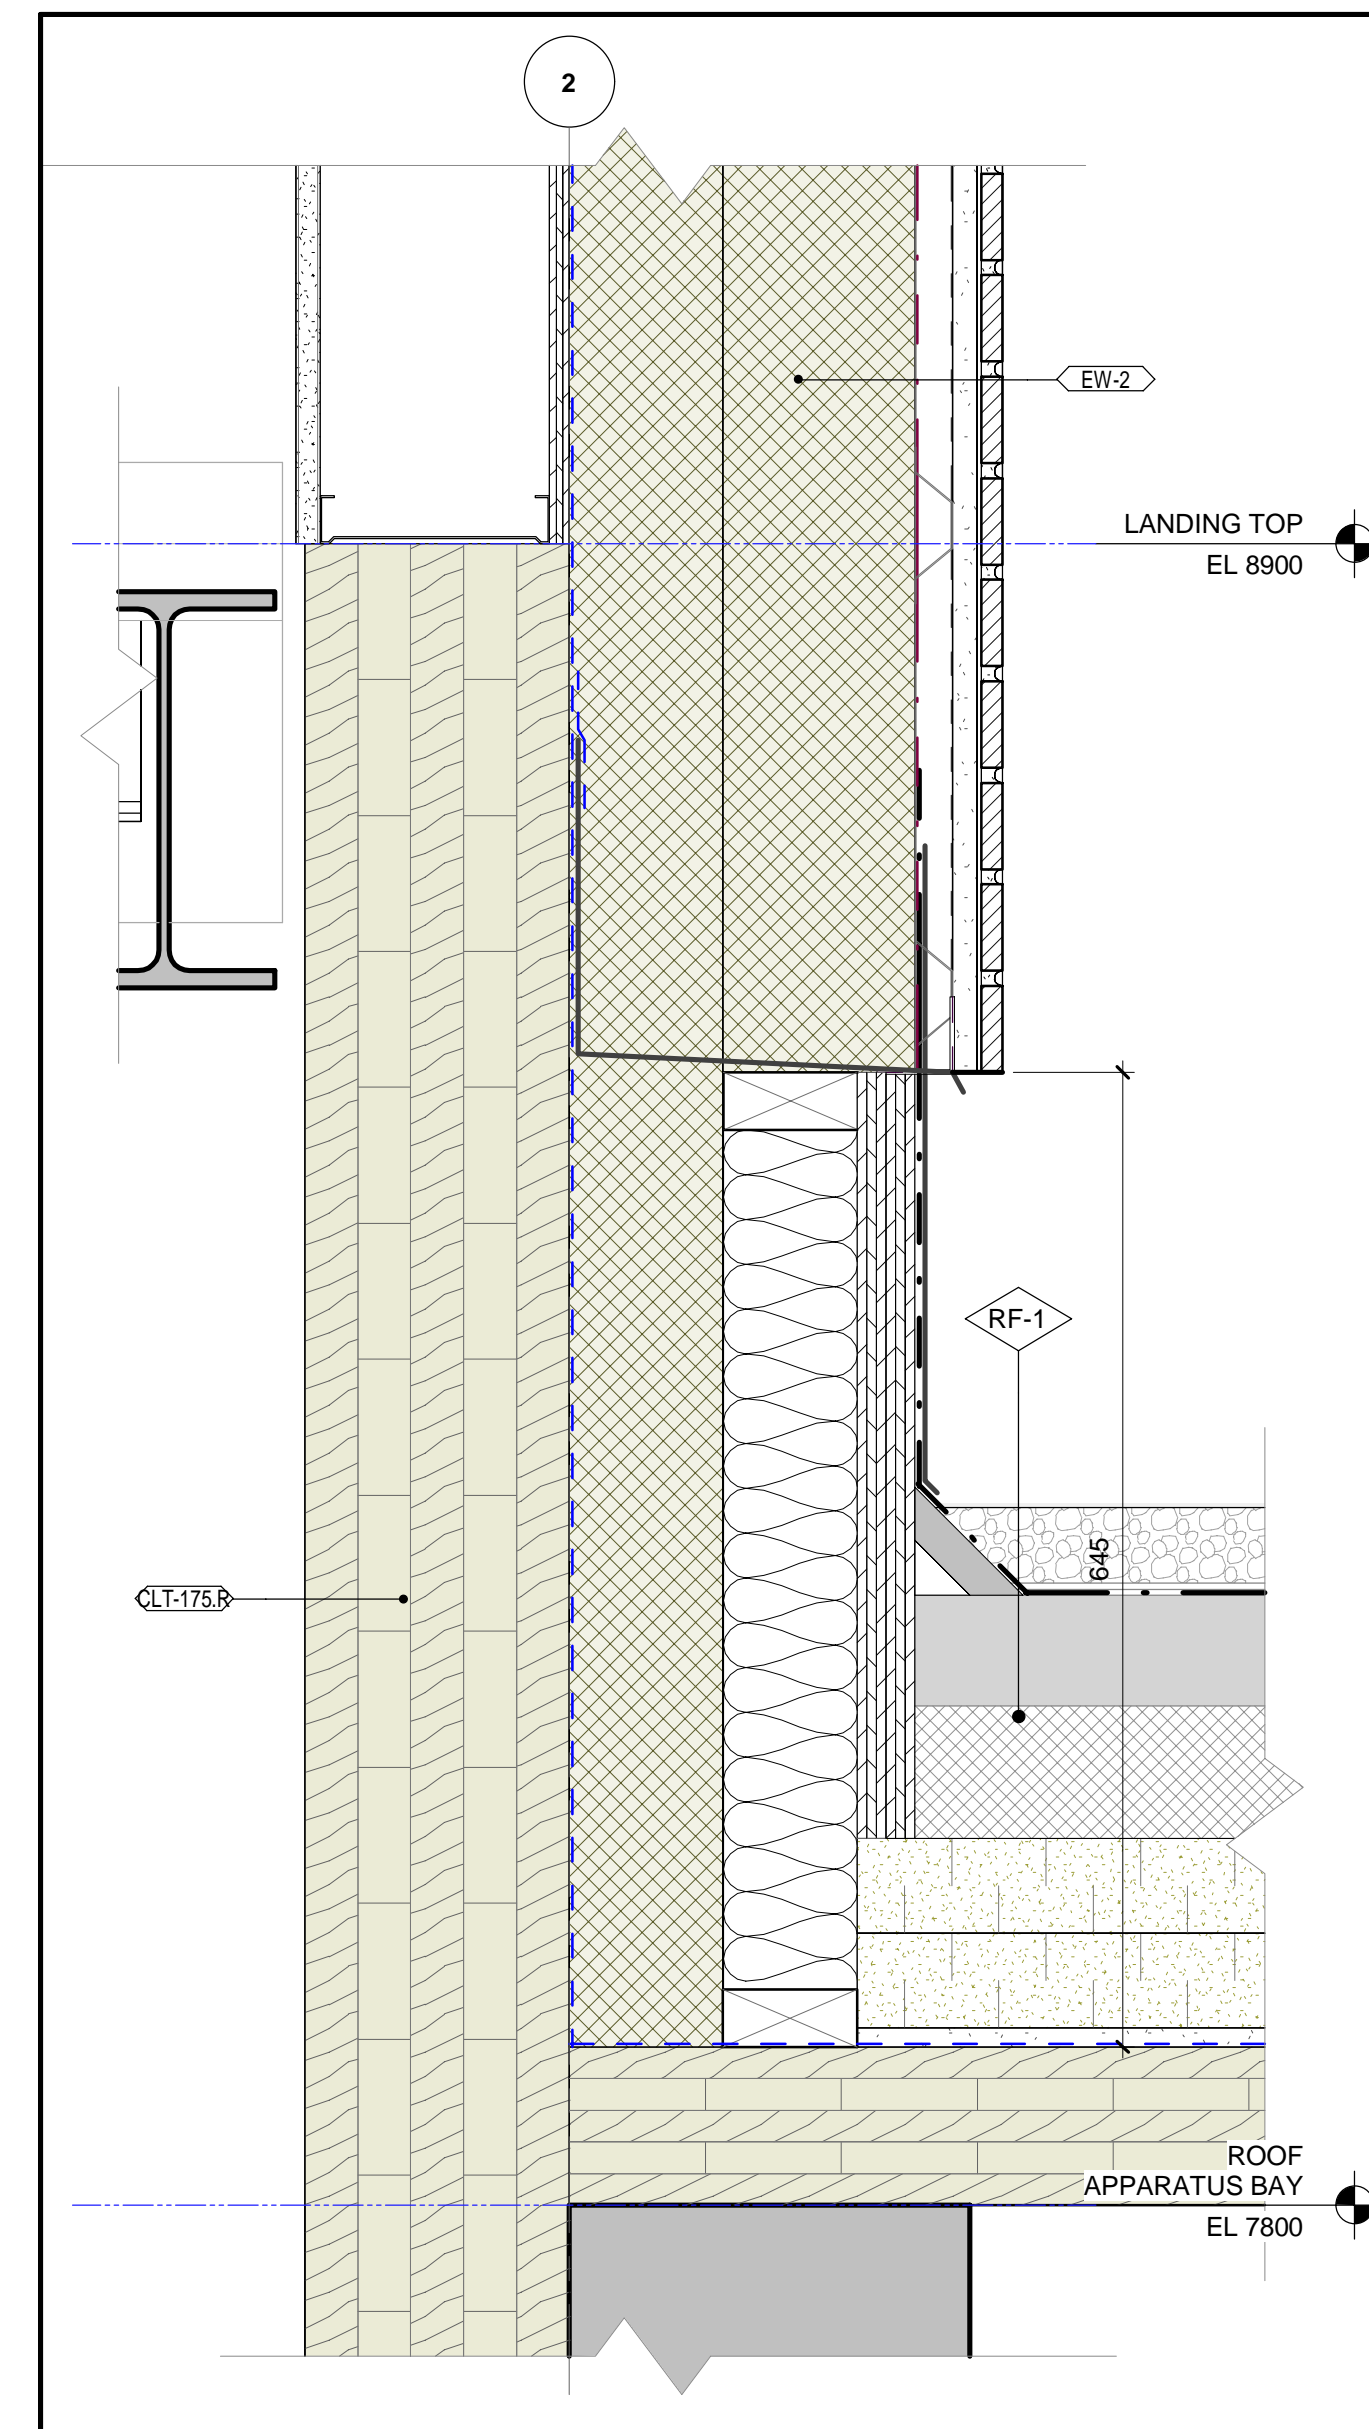 2
EW-2
LANDING TOP
EL 8900
RF-1
645
CLT-175.R
ROOF
APPARATUS BAY
EL 7800